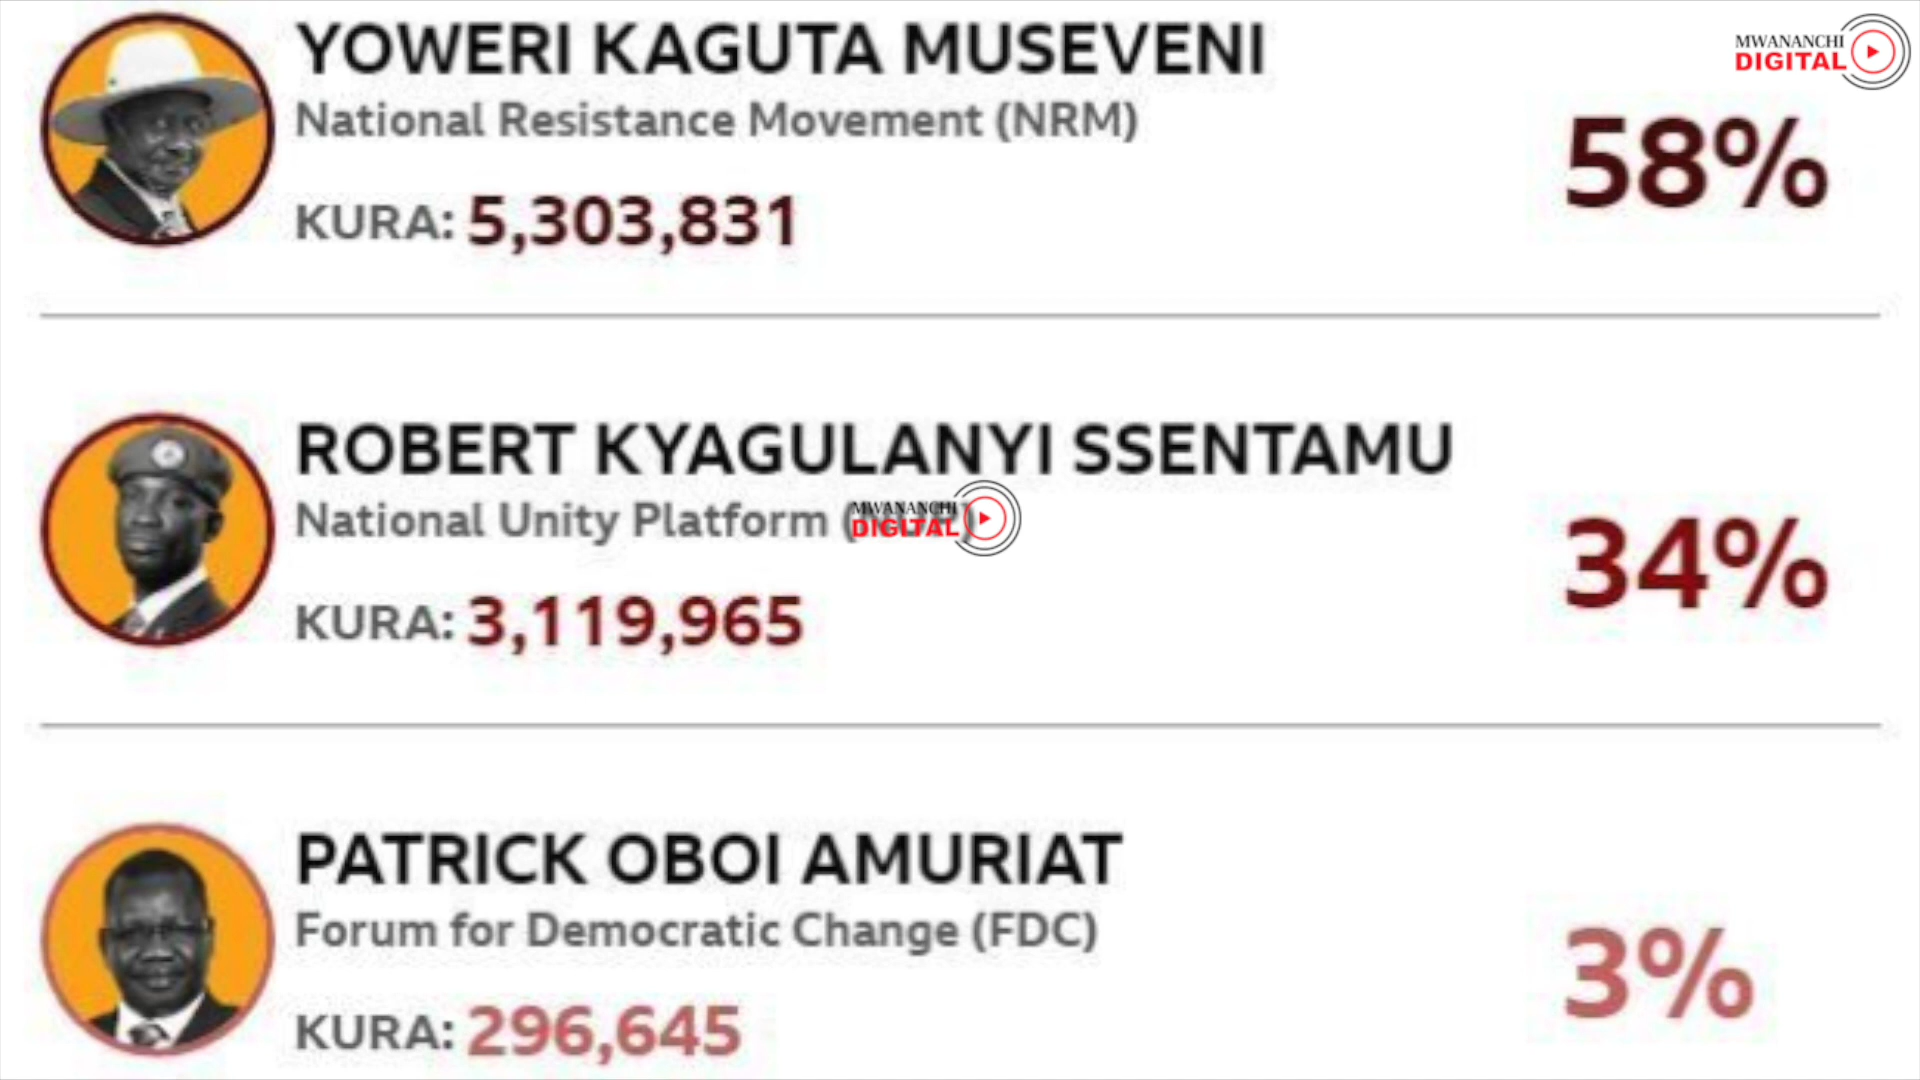 YOWERI KAGUTA MUSEVENI
MWANANCHI
DIGITAL
National Resistance Movement (NRM)
58%
KURA: 5,303,831
ROBERT KYAGULANYI SSENTAMU
National Unity Platform
MWANANCHI
DIGITAL
34%
KURA: 3,119,965
PATRICK OBOI AMURIAT
Forum for Democratic Change (FDC)
3%
KURA: 296,645